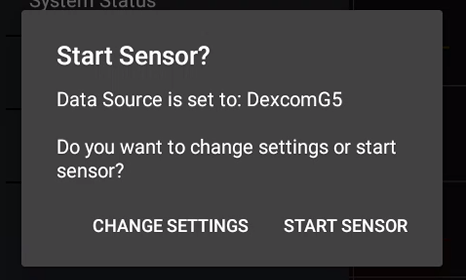 System Status
Start Sensor?
Data Source is set to: DexcomG5
Do you want to change settings or start
sensor?
CHANGE SETTINGS START SENSOR